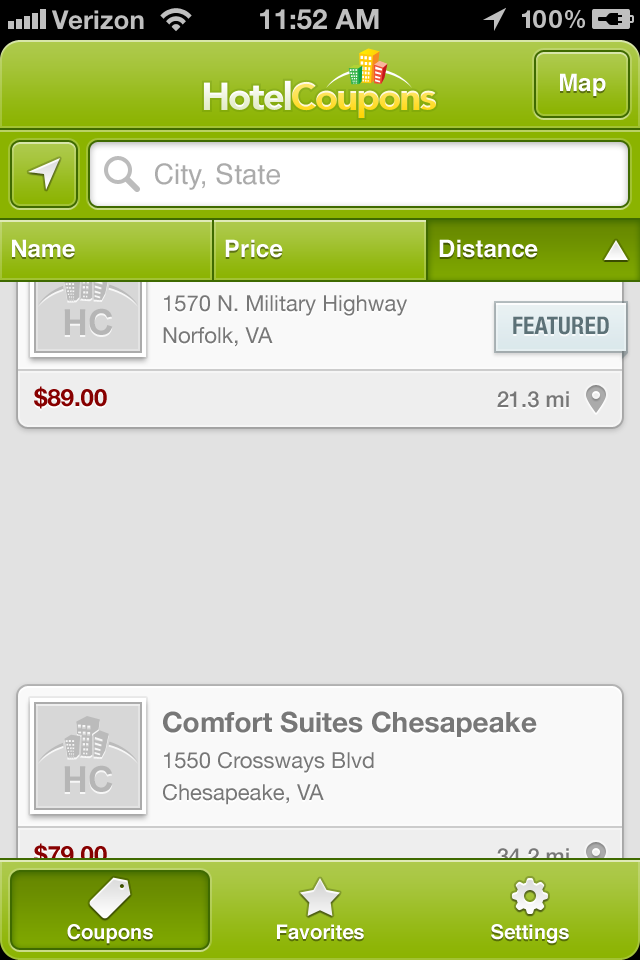 Verizon 11:52 AM 100%
HotelCoupons
Map
City, State
Name Price Distance
HC
1570 N. Military Highway
Norfolk, VA
FEATURED
$89.00 21.3 mi
HC
Comfort Suites Chesapeake
1550 Crossways Blvd
Chesapeake, VA
$79.00 34.2 mi
Coupons Favorites Settings